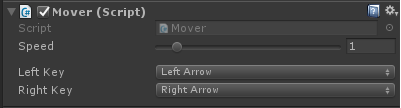 Mover (Script)
Script Mover
Speed 1
Left Key Left Arrow
Right Key Right Arrow